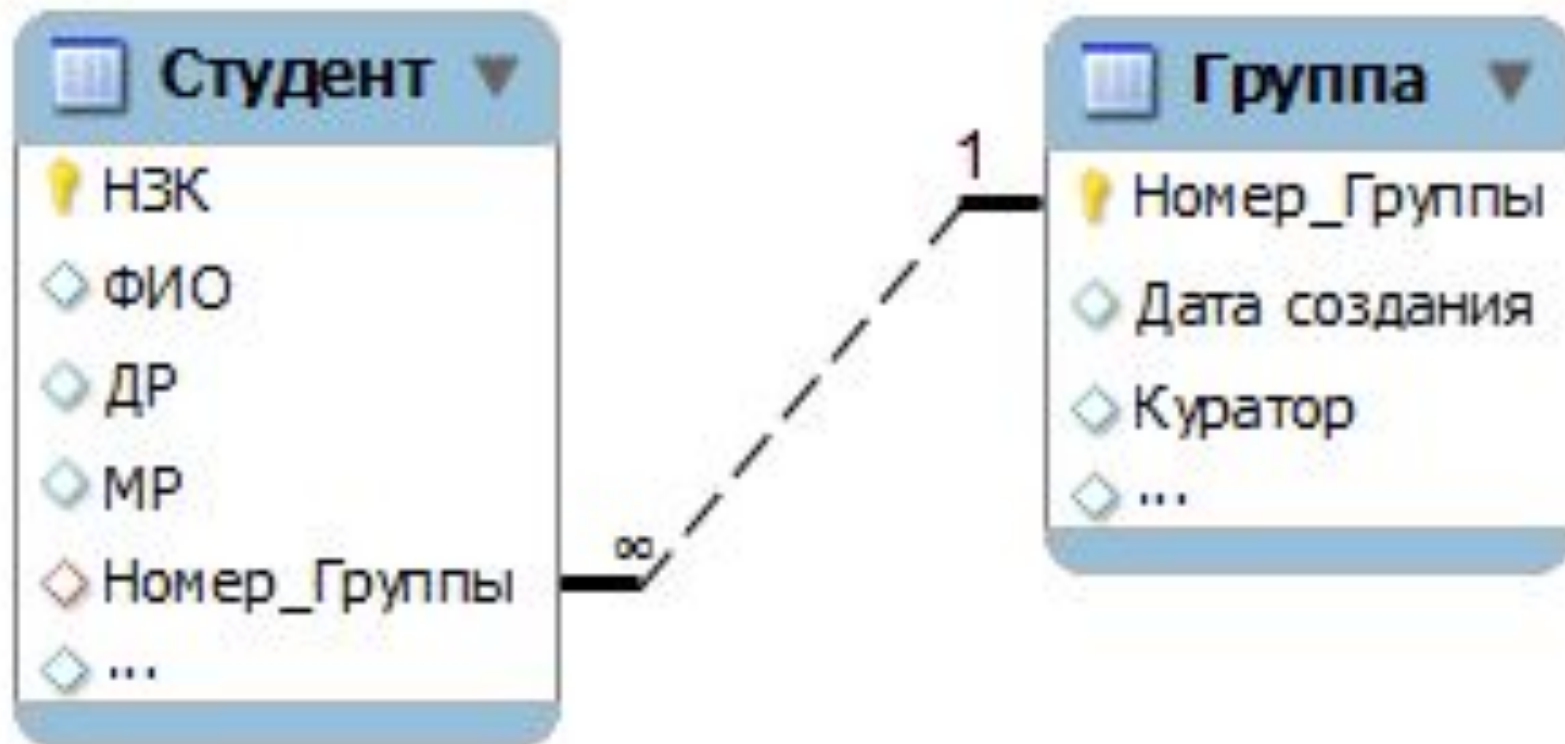 Студент
НЗК
ФИО
ДР
МР
Номер_Группы
...
∞
1
Группа
Номер_Группы
Дата создания
Куратор
...